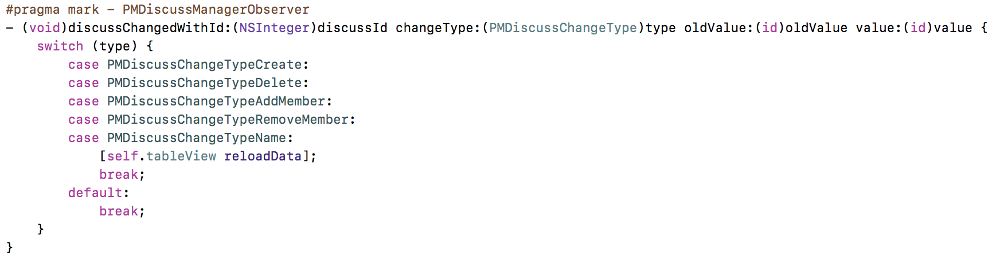 #pragma mark - PMDiscussManagerObserver
- (void)discussChangedWithId:(NSInteger)discussId changeType:(PMDiscussChangeType)type oldValue:(id)oldValue value:(id)value {
    switch (type) {
        case PMDiscussChangeTypeCreate:
        case PMDiscussChangeTypeDelete:
        case PMDiscussChangeTypeAddMember:
        case PMDiscussChangeTypeRemoveMember:
        case PMDiscussChangeTypeName:
            [self.tableView reloadData];
            break;
        default:
            break;
    }
}